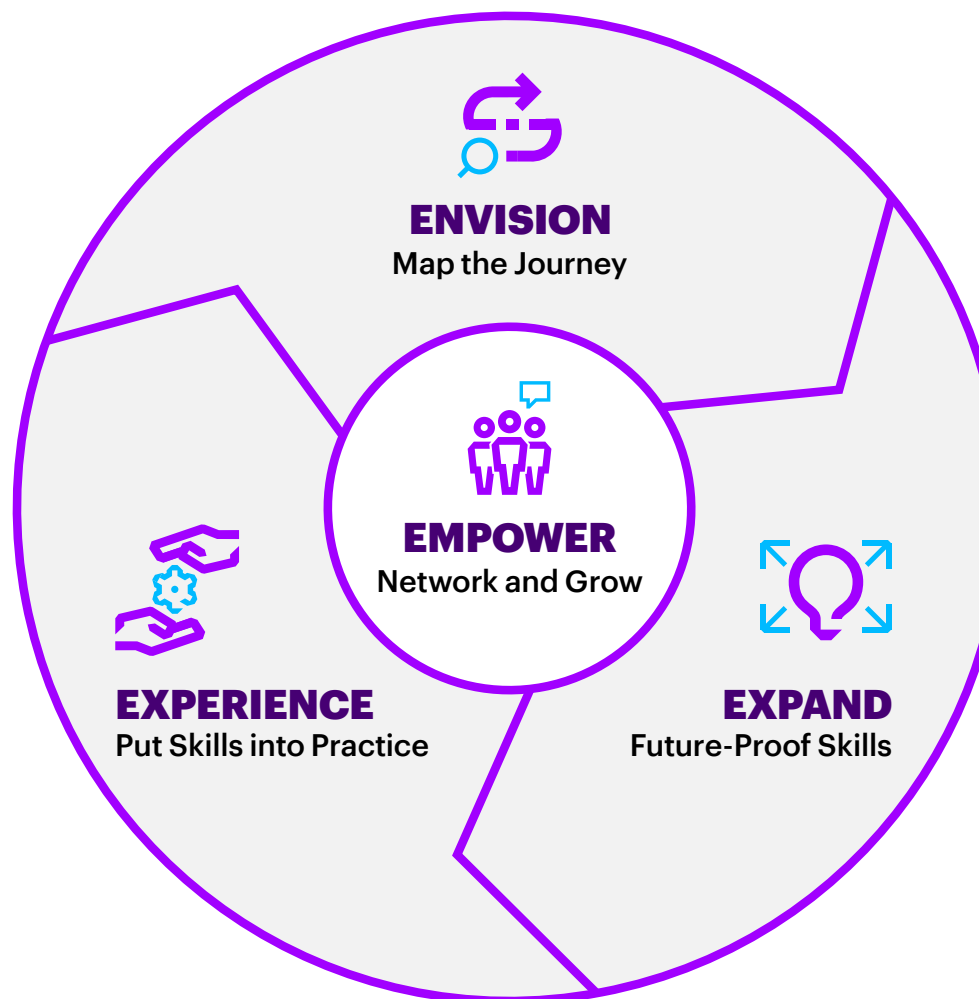 ENVISION
Map the Journey
EMPOWER
Network and Grow
EXPERIENCE
Put Skills into Practice
EXPAND
Future-Proof Skills